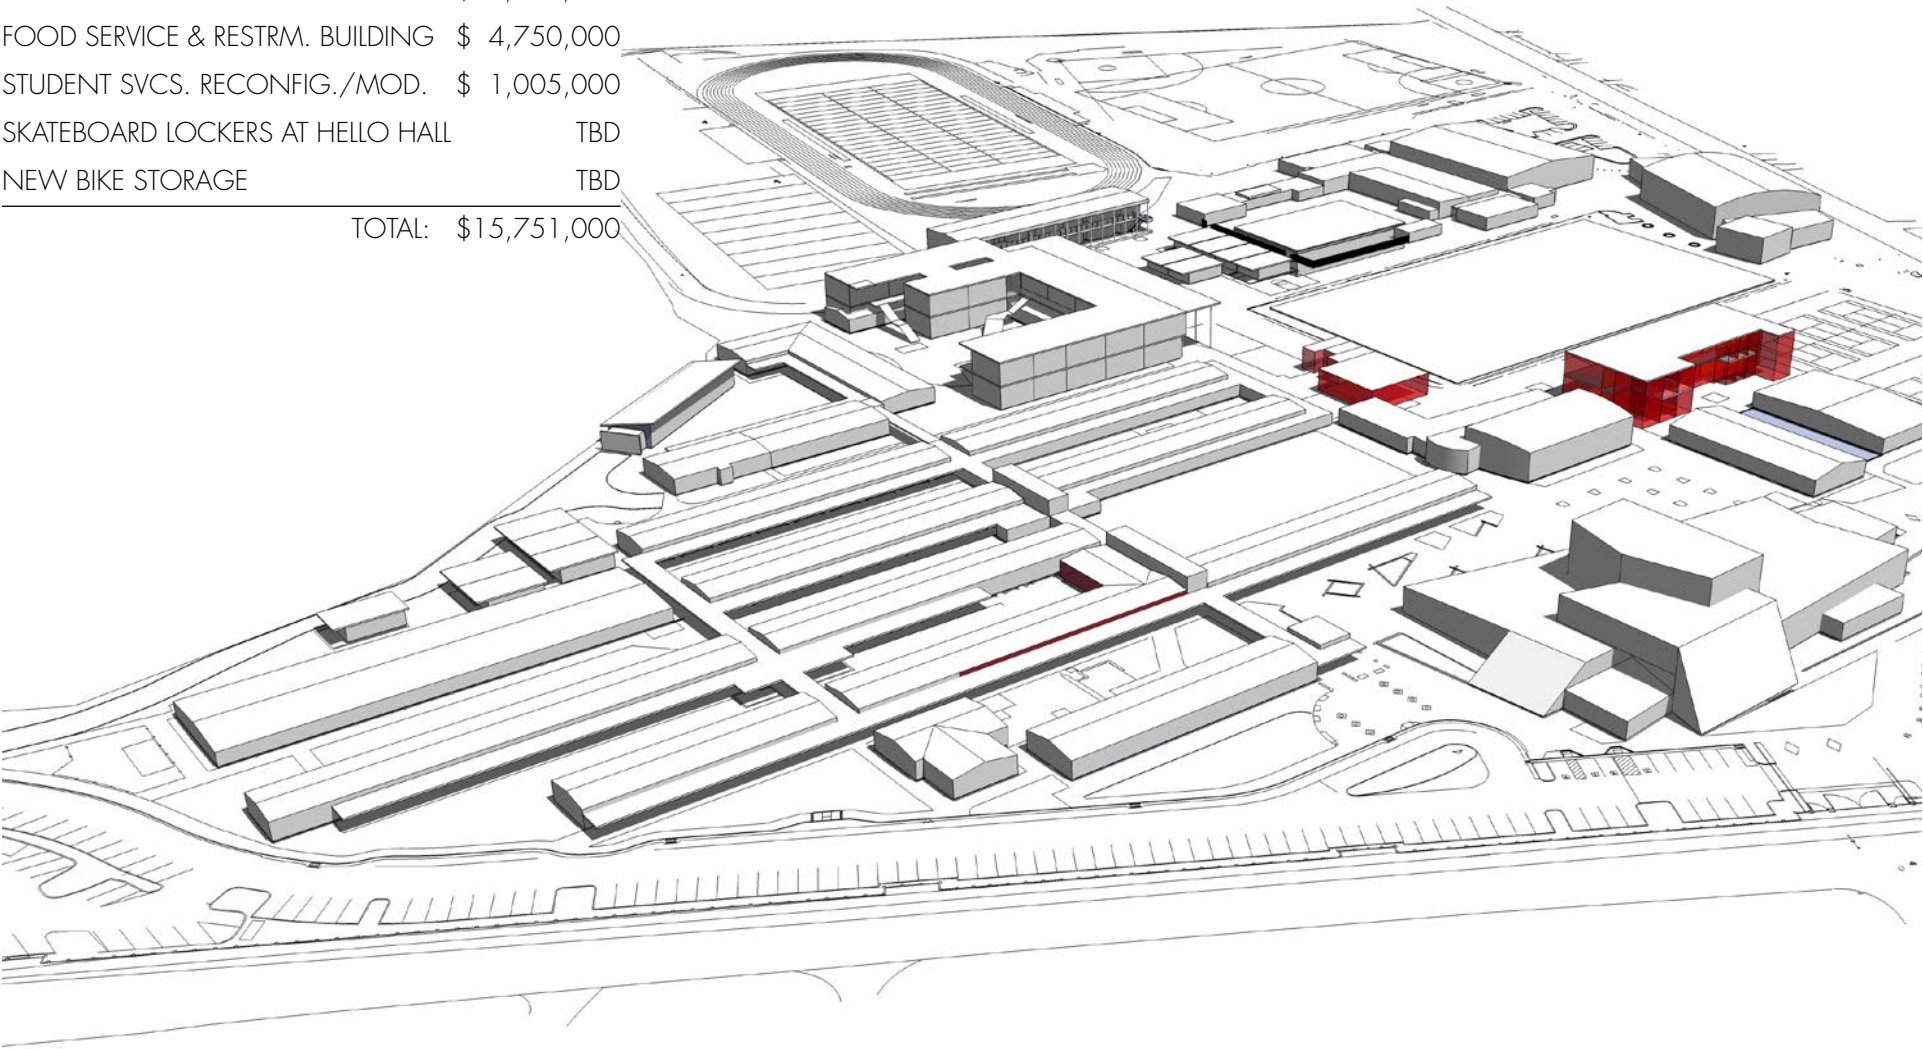 FOOD SERVICE & RESTRM. BUILDING $ 4,750,000
STUDENT SVCS. RECONFIG./MOD. $ 1,005,000
SKATEBOARD LOCKERS AT HELLO HALL TBD
NEW BIKE STORAGE TBD
TOTAL: $15,751,000